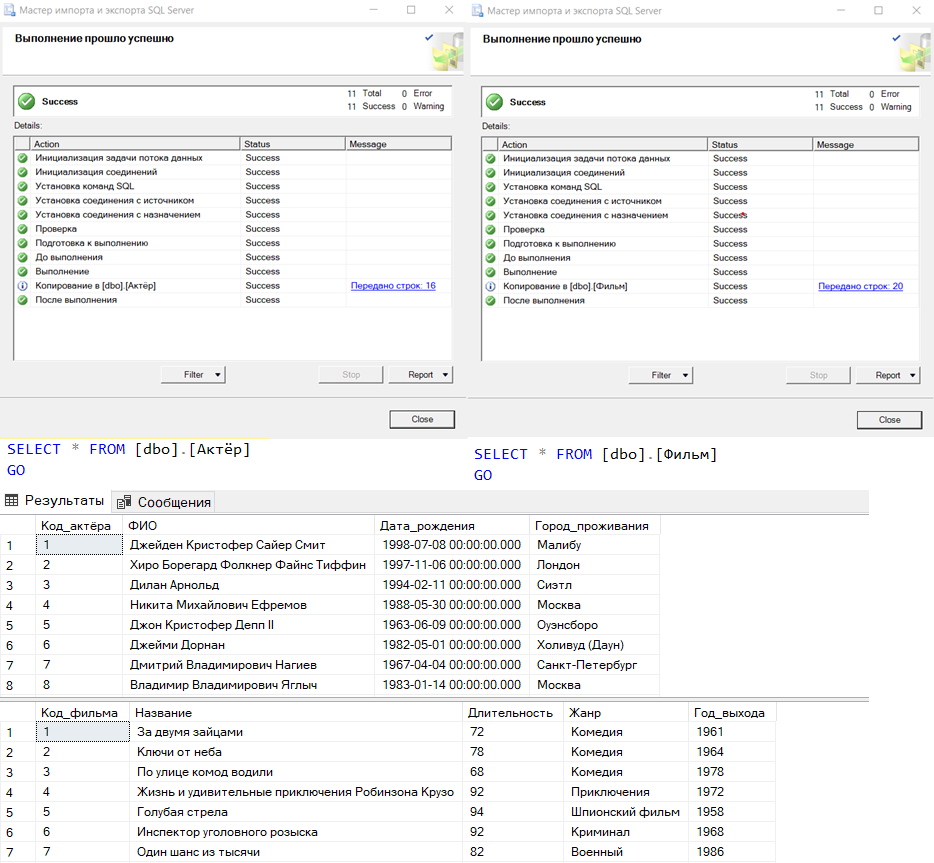 Мастер импорта и экспорта SQL Server
Выполнение прошло успешно
Success
11 Total 0 Error
11 Success 0 Warning
Details:
Action Status Message
Инициализация задачи потока данных Success
Инициализация соединений Success
Установка команд SQL Success
Установка соединения с источником Success
Установка соединения с назначением Success
Проверка Success
Подготовка к выполнению Success
До выполнения Success
Выполнение Success
Копирование в [dbo].[Актёр] Success Передано строк: 16
После выполнения Success
Filter Stop Report
Close
Мастер импорта и экспорта SQL Server
Выполнение прошло успешно
Success
11 Total 0 Error
11 Success 0 Warning
Details:
Action Status Message
Инициализация задачи потока данных Success
Инициализация соединений Success
Установка команд SQL Success
Установка соединения с источником Success
Установка соединения с назначением Success
Проверка Success
Подготовка к выполнению Success
До выполнения Success
Выполнение Success
Копирование в [dbo].[Фильм] Success Передано строк: 20
После выполнения Success
Filter Stop Report
Close
SELECT * FROM [dbo].[Актёр]
GO
SELECT * FROM [dbo].[Фильм]
GO
Результаты Сообщения
Код_актёра ФИО Дата_рождения Город_проживания
1 1 Джейден Кристофер Сайер Смит 1998-07-08 00:00:00.000 Малибу
2 2 Хиро Борегард Фолкнер Файнс Тиффин 1997-11-06 00:00:00.000 Лондон
3 3 Дилан Арнольд 1994-02-11 00:00:00.000 Сиэтл
4 4 Никита Михайлович Ефремов 1988-05-30 00:00:00.000 Москва
5 5 Джон Кристофер Депп II 1963-06-09 00:00:00.000 Оуэнсборо
6 6 Джейми Дорнан 1982-05-01 00:00:00.000 Холивуд (Даун)
7 7 Дмитрий Владимирович Нагиев 1967-04-04 00:00:00.000 Санкт-Петербург
8 8 Владимир Владимирович Яглыч 1983-01-14 00:00:00.000 Москва
Код_фильма Название Длительность Жанр Год_выхода
1 1 За двумя зайцами 72 Комедия 1961
2 2 Ключи от неба 78 Комедия 1964
3 3 По улице комод водили 68 Комедия 1978
4 4 Жизнь и удивительные приключения Робинзона Крузо 92 Приключения 1972
5 5 Голубая стрела 94 Шпионский фильм 1958
6 6 Инспектор уголовного розыска 92 Криминал 1968
7 7 Один шанс из тысячи 82 Военный 1986